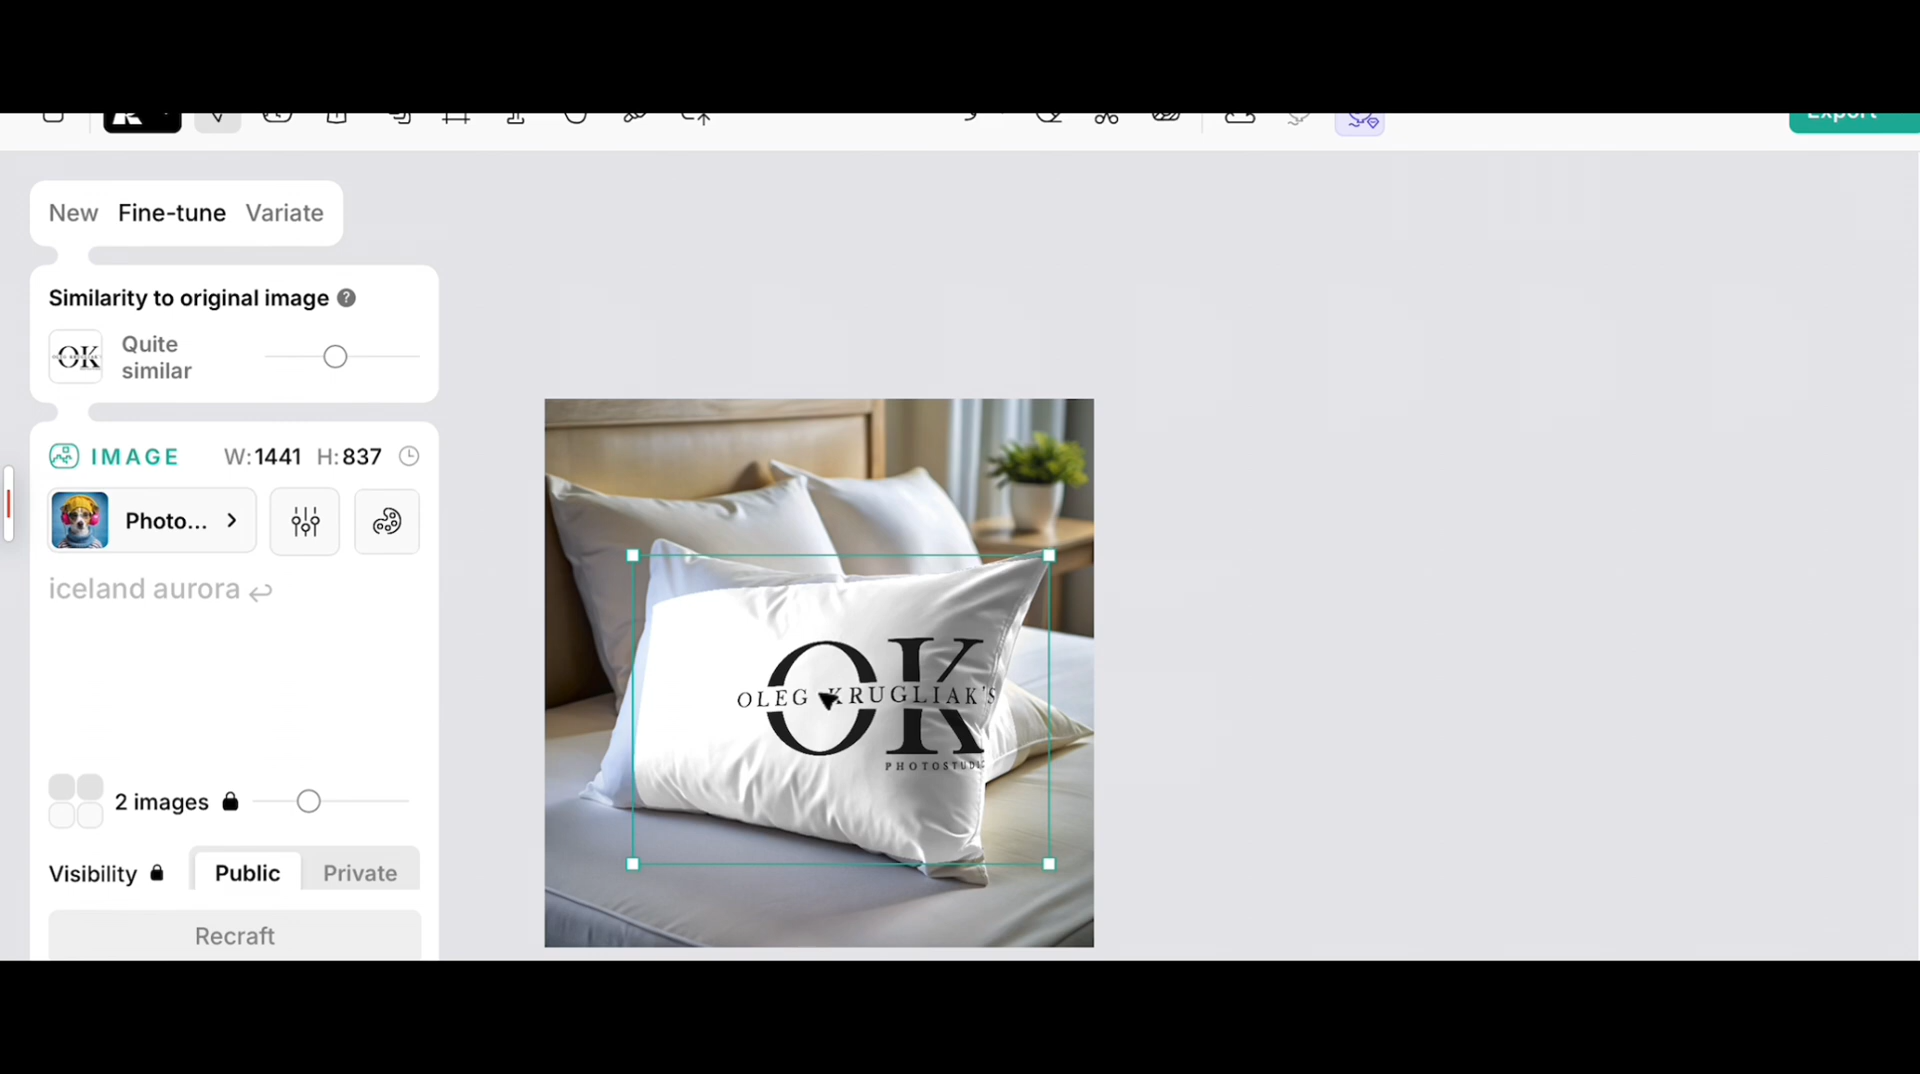 Export
New Fine-tune Variate
Similarity to original image ?
OK
Quite
similar
IMAGE W:1441 H:837
Photo...
iceland aurora
OK
OLEG KRUGLIAK'S
PHOTOSTUDIO
2 images
Visibility Public Private
Recraft